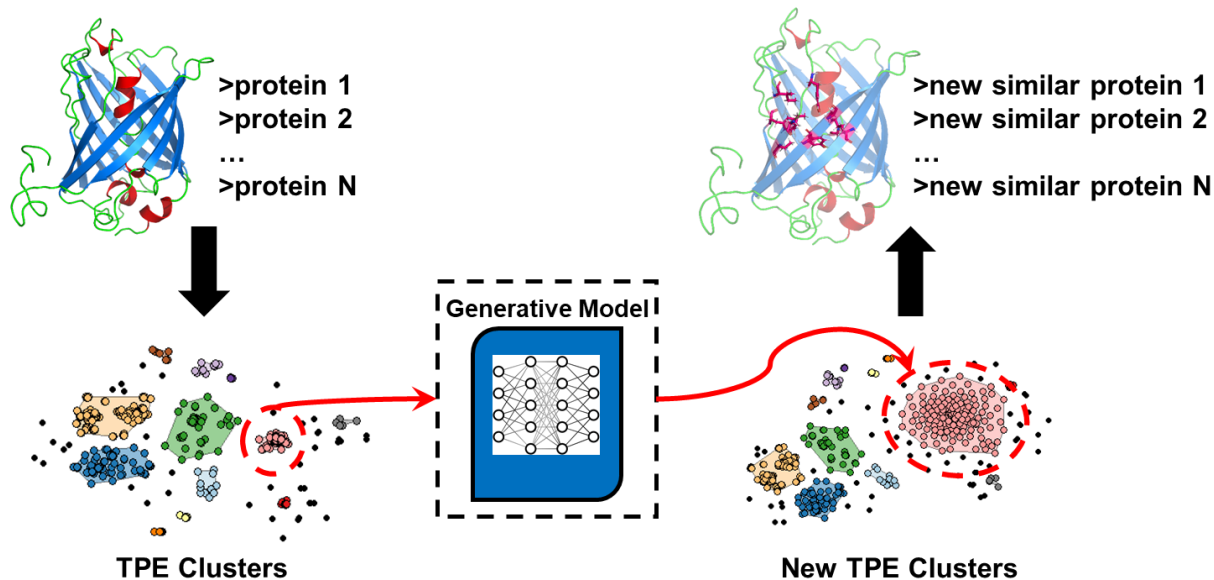 >protein 1
>protein 2
...
>protein N
>new similar protein 1
>new similar protein 2
...
>new similar protein N
Generative Model
TPE Clusters
New TPE Clusters